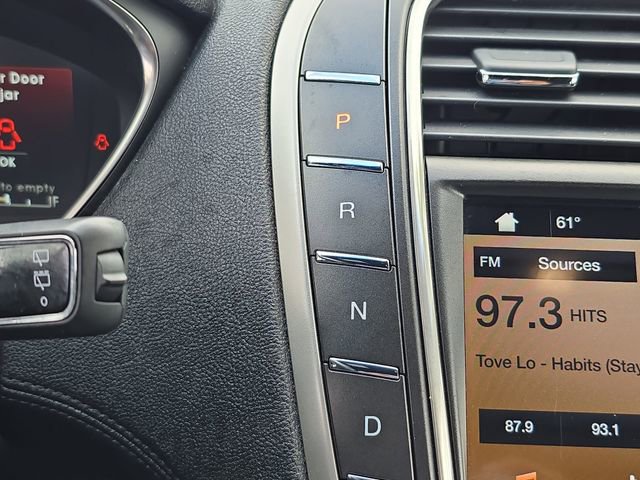 Door
jar
OK
to empty
F
0
P
R
N
D
61°
FM Sources
97.3 HITS
Tove Lo - Habits (Stay
87.9 93.1